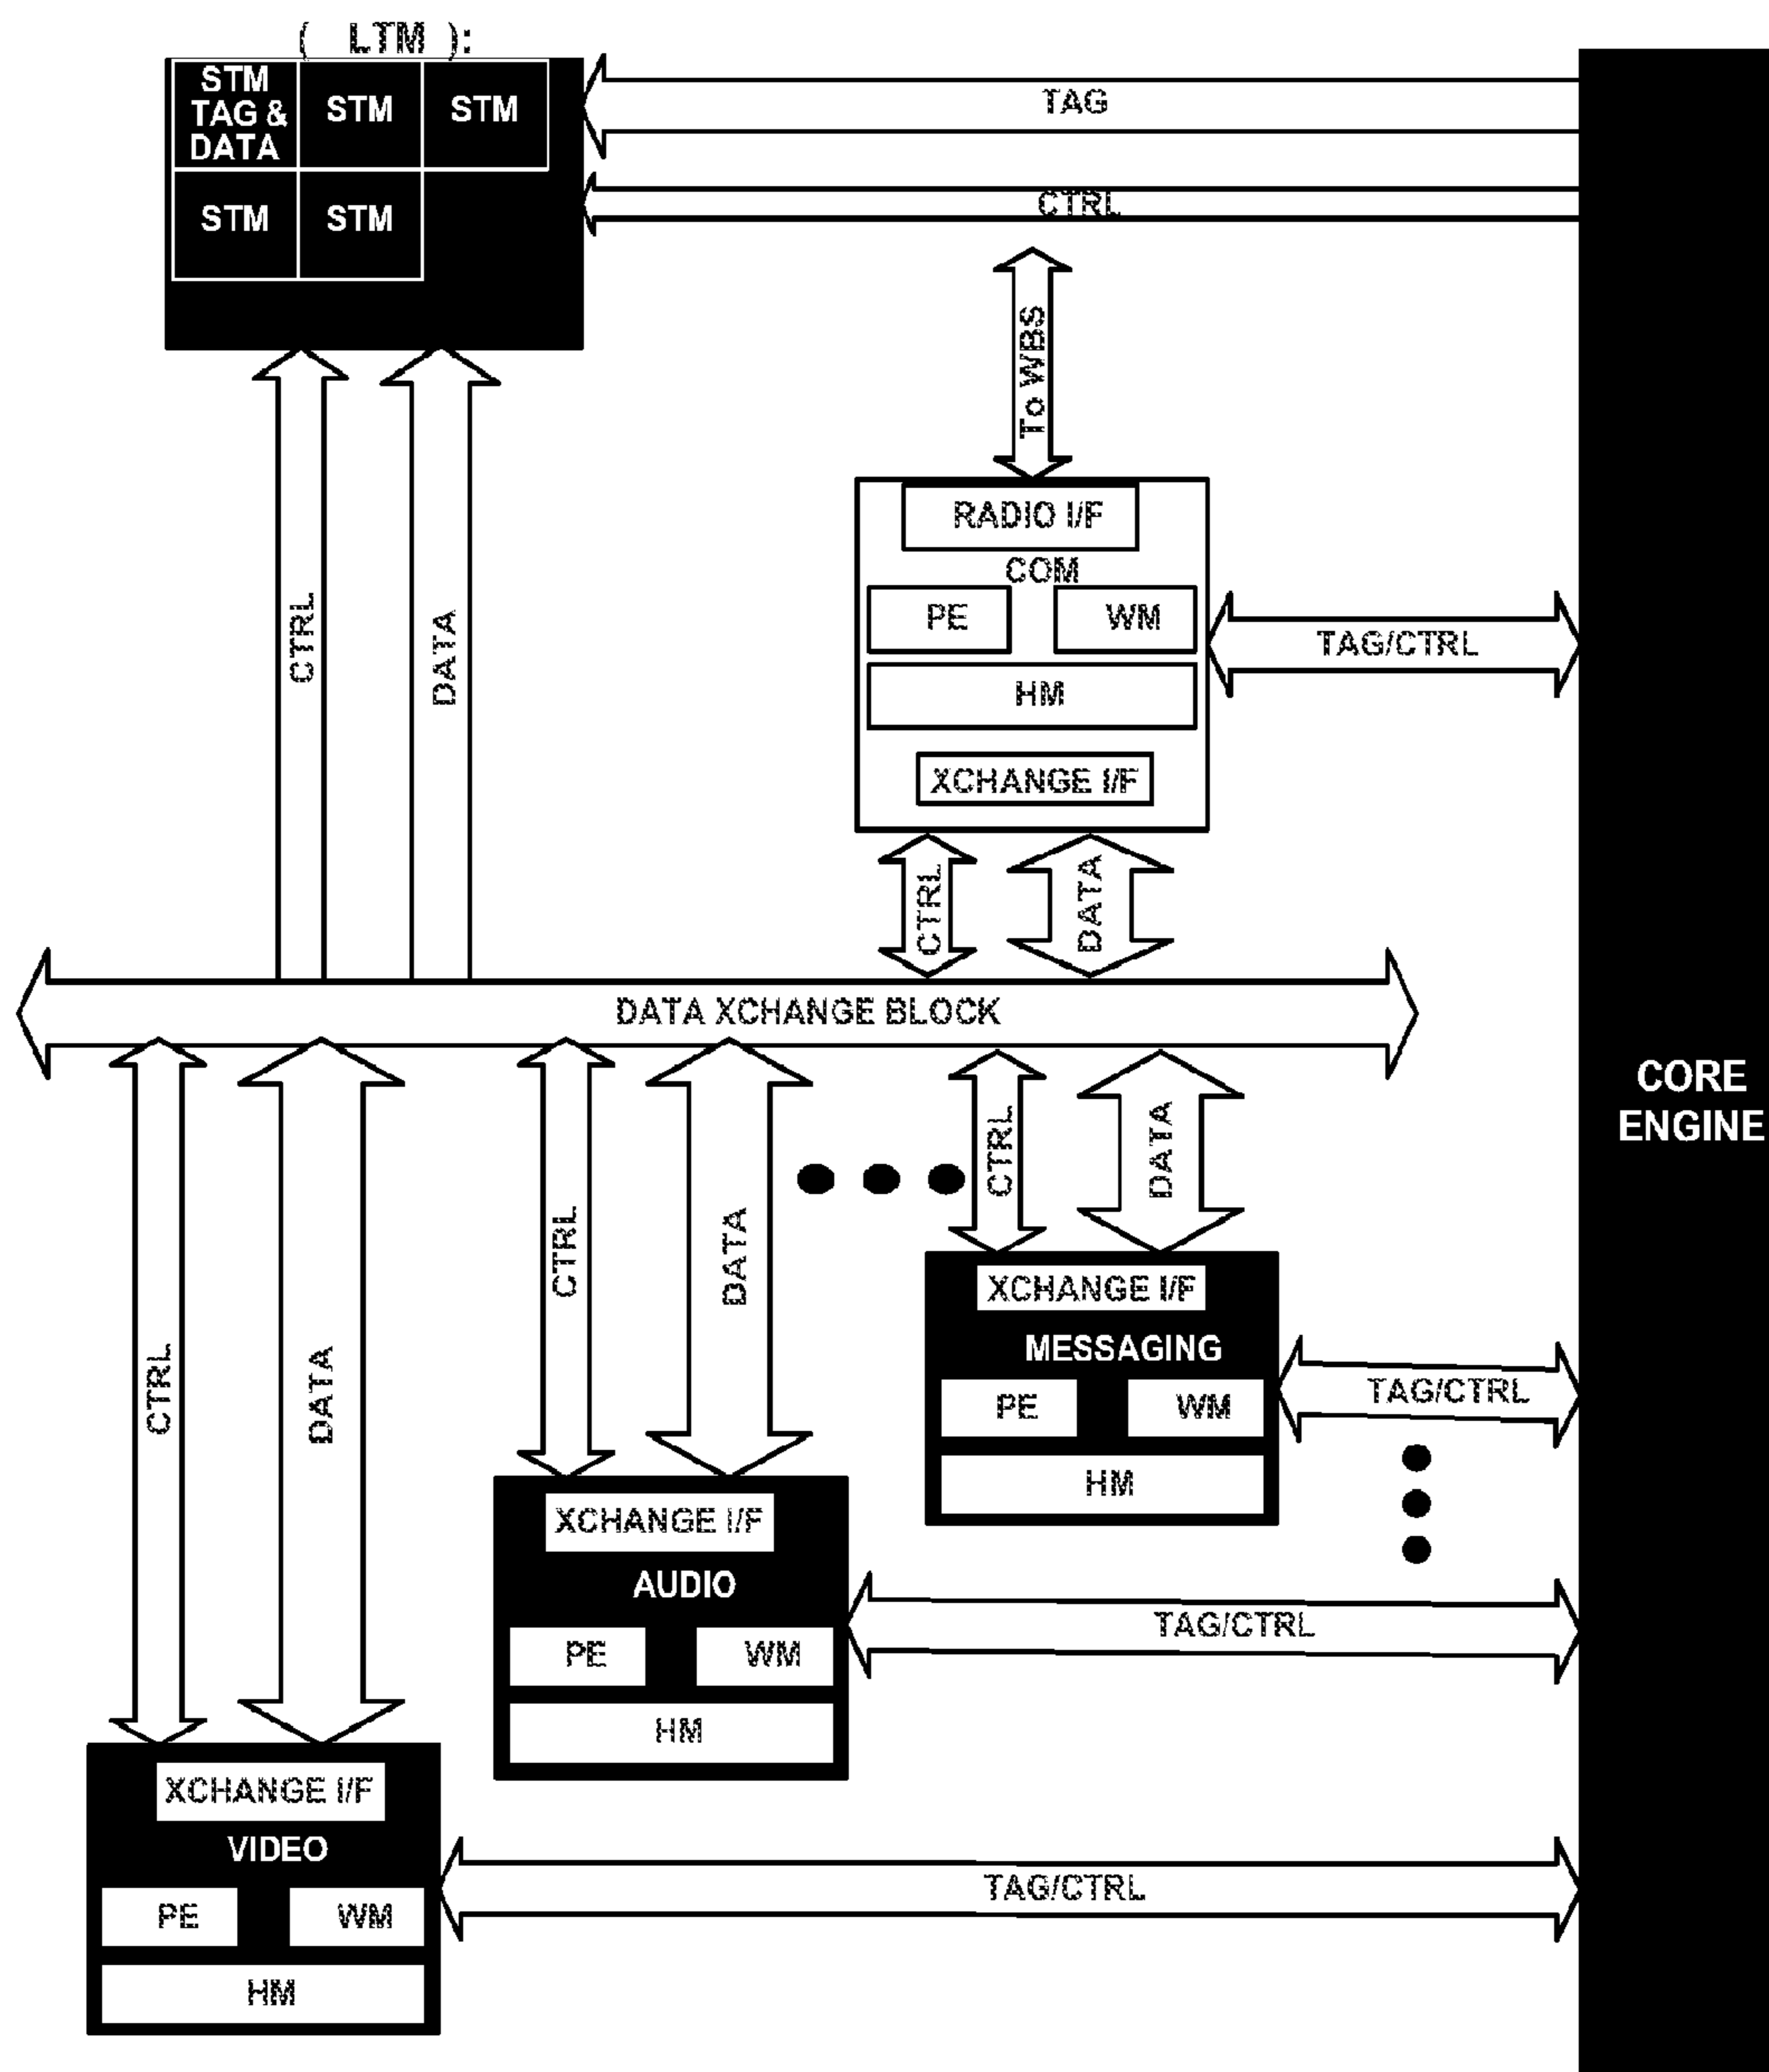 ( LTM ):
STM
TAG &
DATA
STM
STM
STM
STM
TAG
CTRL
To WBS
RADIO I/F
COM
PE
WM
HM
XCHANGE I/F
TAG/CTRL
CTRL
DATA
CTRL
DATA
DATA XCHANGE BLOCK
CORE
ENGINE
CTRL
DATA
CTRL
DATA
CTRL
DATA
XCHANGE I/F
MESSAGING
PE
WM
HM
TAG/CTRL
XCHANGE I/F
AUDIO
PE
WM
HM
TAG/CTRL
XCHANGE I/F
VIDEO
PE
WM
HM
TAG/CTRL